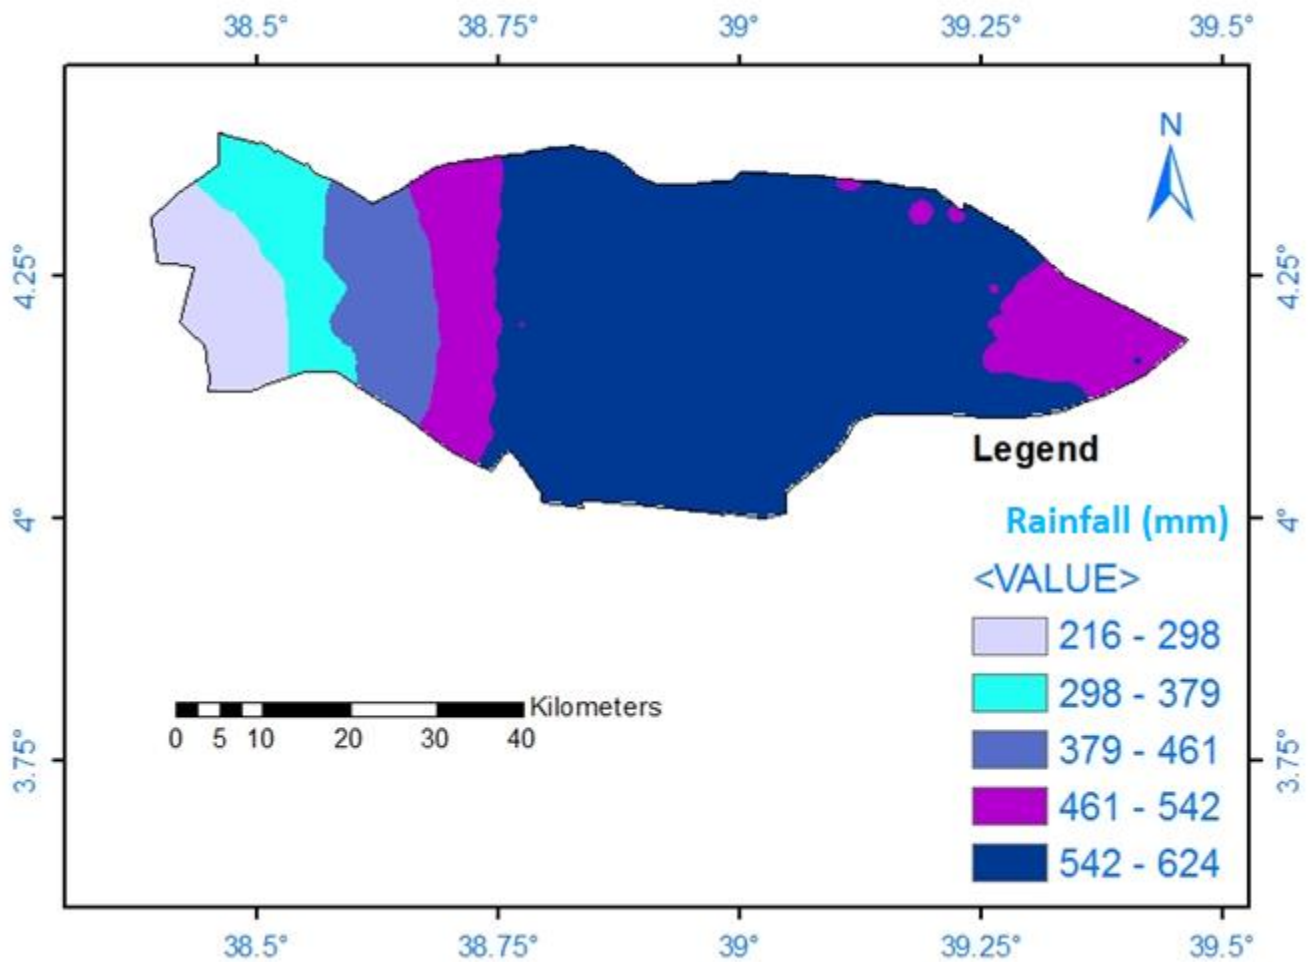 38.5° 38.75° 39° 39.25° 39.5°
N
4.25° 4.25°
Legend
4° Rainfall (mm) 4°
<VALUE>
216 - 298
298 - 379
Kilometers
0 5 10 20 30 40
3.75° 379 - 461 3.75°
461 - 542
542 - 624
38.5° 38.75° 39° 39.25° 39.5°